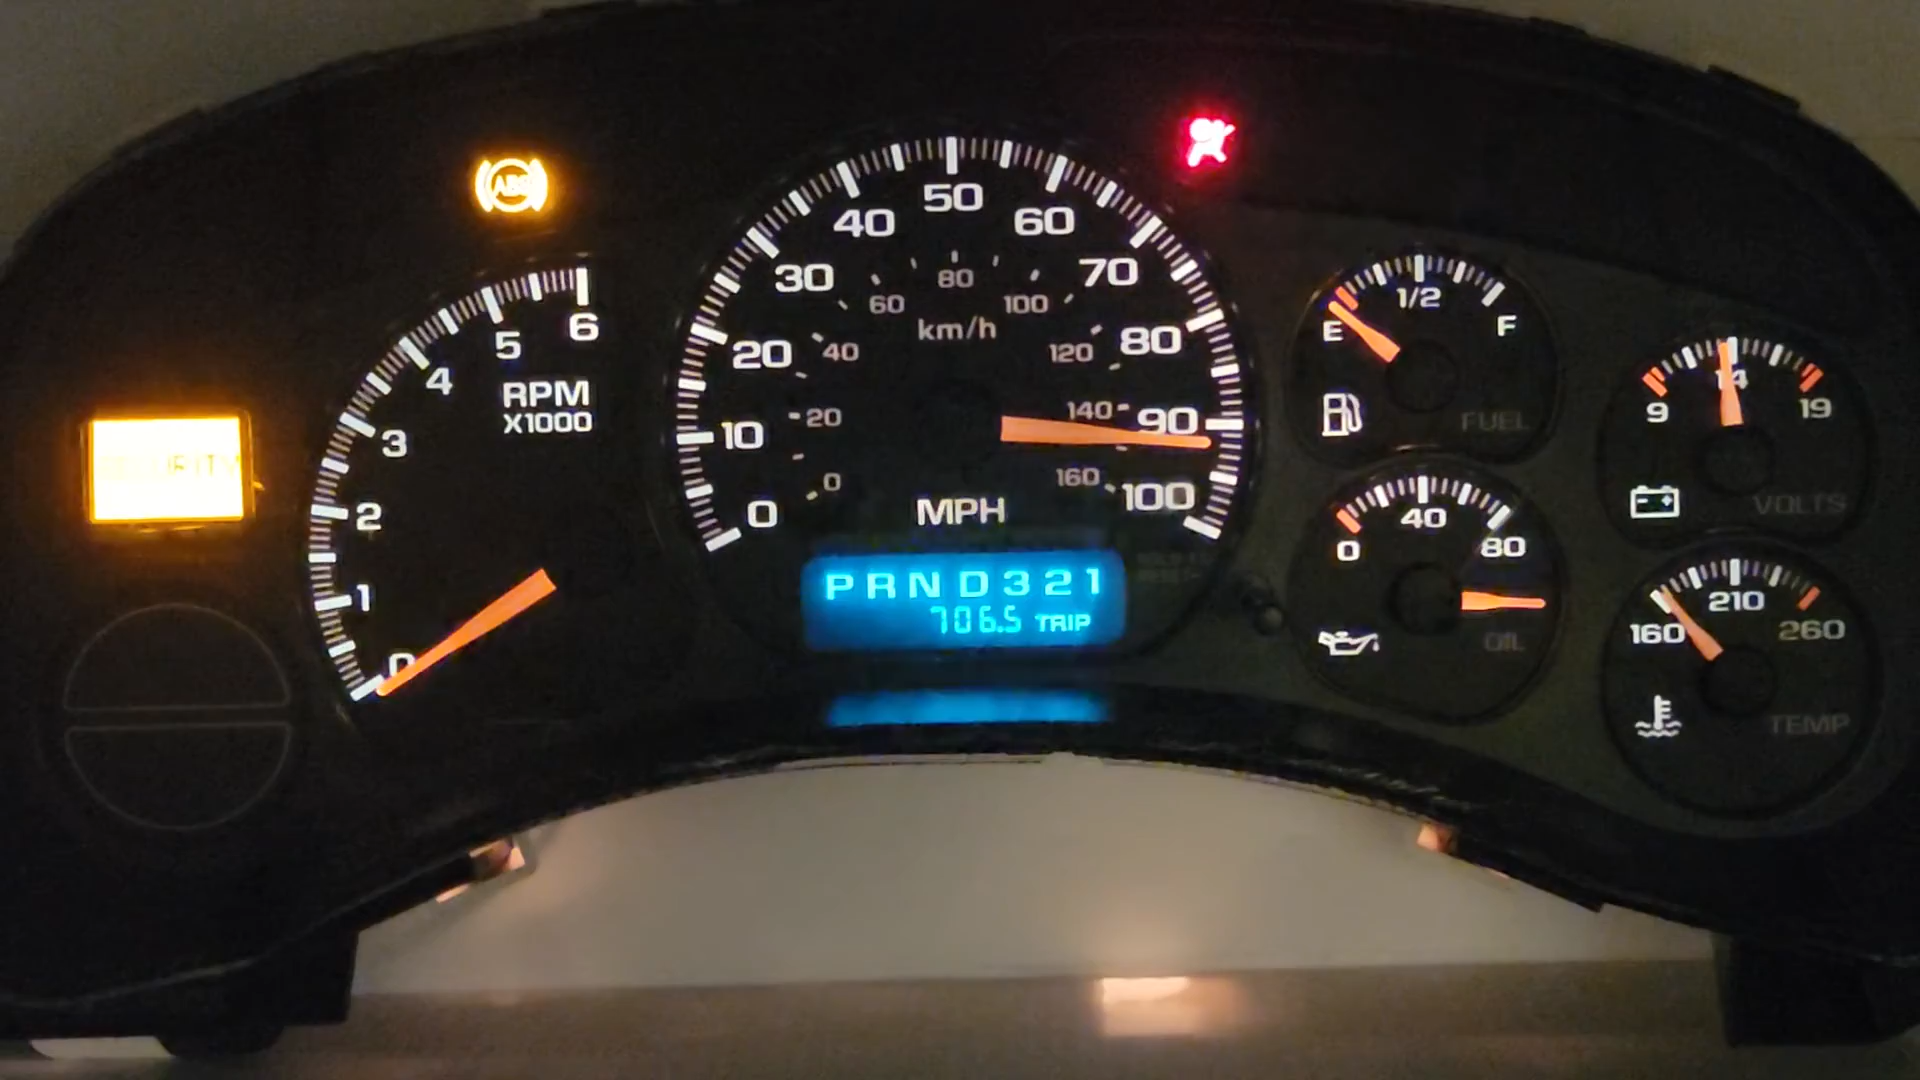 ABS
SECURITY
0
1
2
3
4
5
6
RPM
X1000
0
10
20
30
40
50
60
70
80
90
100
0
20
40
60
80
100
120
140
160
km/h
MPH
PRND321
706.5 TRIP
E
1/2
F
FUEL
9
14
19
VOLTS
0
40
80
OIL
160
210
260
TEMP